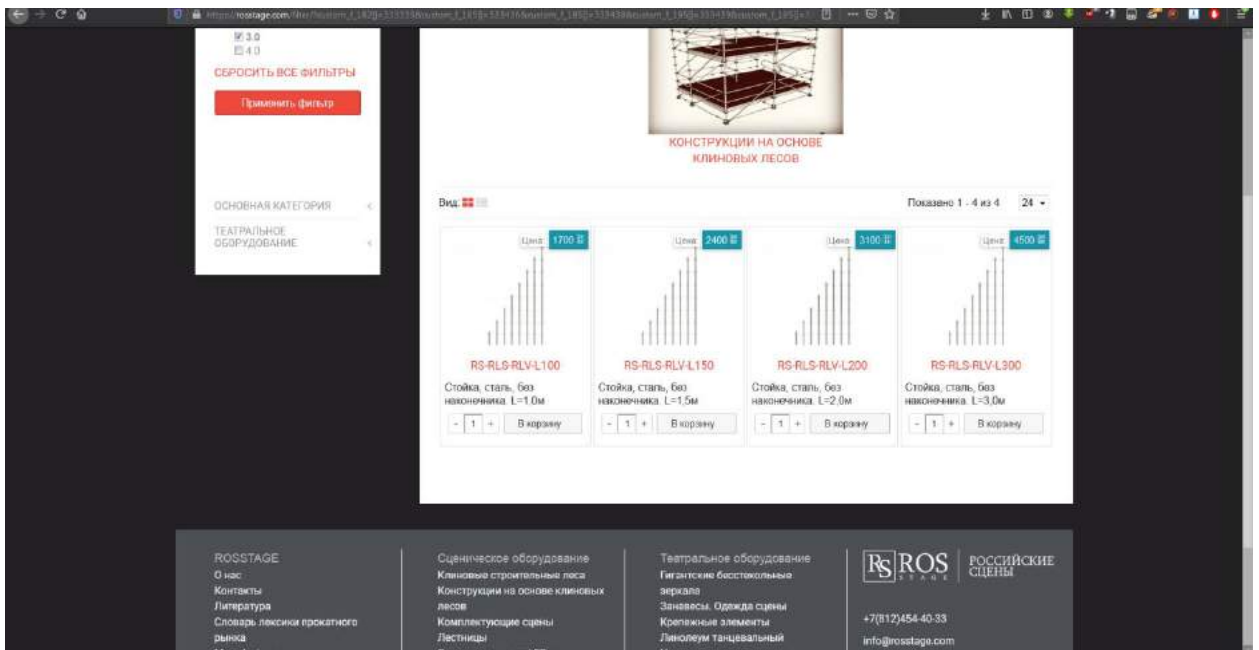 3.0
4.0
СБРОСИТЬ ВСЕ ФИЛЬТРЫ
Применить фильтр
ОСНОВНАЯ КАТЕГОРИЯ
ТЕАТРАЛЬНОЕ
ОБОРУДОВАНИЕ
КОНСТРУКЦИИ НА ОСНОВЕ
КЛИНОВЫХ ЛЕСОВ
Вид:
Показано 1 - 4 из 4 24
Цена: 1700
RS-RLS-RLV-L100
Стойка, сталь, без
наконечника. L=1.0м
- 1 + В корзину
Цена: 2400
RS-RLS-RLV-L150
Стойка, сталь, без
наконечника. L=1,5м
- 1 + В корзину
Цена: 3100
RS-RLS-RLV-L200
Стойка, сталь, без
наконечника. L=2,0м
- 1 + В корзину
Цена: 4500
RS-RLS-RLV-L300
Стойка, сталь, без
наконечника. L=3,0м
- 1 + В корзину
ROSSTAGE
О нас
Контакты
Литература
Словарь лексики прокатного
рынка
Сценическое оборудование
Клиновые строительные леса
Конструкции на основе клиновых
лесов
Комплектующие сцены
Лестницы
Театральное оборудование
Гигантские бесстекольные
зеркала
Занавесы. Одежда сцены
Крепежные элементы
Линолеум танцевальный
RS ROS
STAGE
РОССИЙСКИЕ
СЦЕНЫ
+7(812)454-40-33
info@rosstage.com